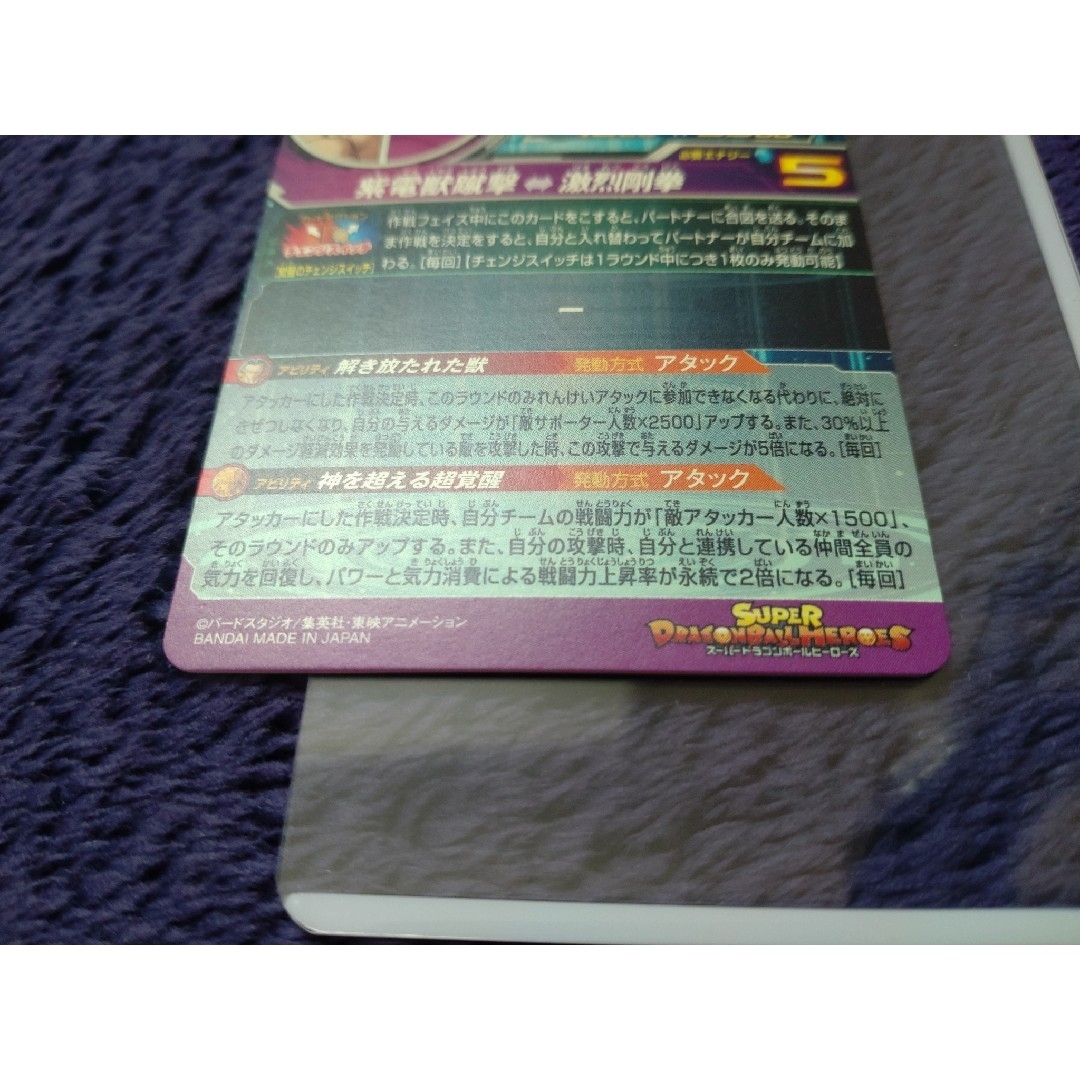 必要エナジー 5
紫電獣臨撃⇔激烈剛拳
作戦フェイズ中にこのカードをこすると、パートナーに合図を送る。そのま
ま作戦を決定をすると、自分と入れ替わってパートナーが自分チームに加
わる。[毎回]【チェンジスイッチは1ラウンド中につき1枚のみ発動可能】
チェンジスイッチ
ー
アビリティ 解き放たれた獣 発動方式 アタック
アタッカーにした作戦決定時、このラウンドのみれんけいアタックに参加できなくなる代わりに、絶対に
きぜつしなくなり、自分の与えるダメージが「敵サポーター人数×2500」アップする。また、30%以上
のダメージ軽減効果を発揮している敵を攻撃した時、この攻撃で与えるダメージが5倍になる。[毎回]
アビリティ 神を超える超覚醒 発動方式 アタック
アタッカーにした作戦決定時、自分チームの戦闘力が「敵アタッカー人数×1500」、
そのラウンドのみアップする。また、自分の攻撃時、自分と連携している仲間全員の
気力を回復し、パワーと気力消費による戦闘力上昇率が永続で2倍になる。[毎回]
©バードスタジオ/集英社・東映アニメーション
BANDAI MADE IN JAPAN
SUPER
DRAGONBALL HEROES
スーパードラゴンボールヒーローズ